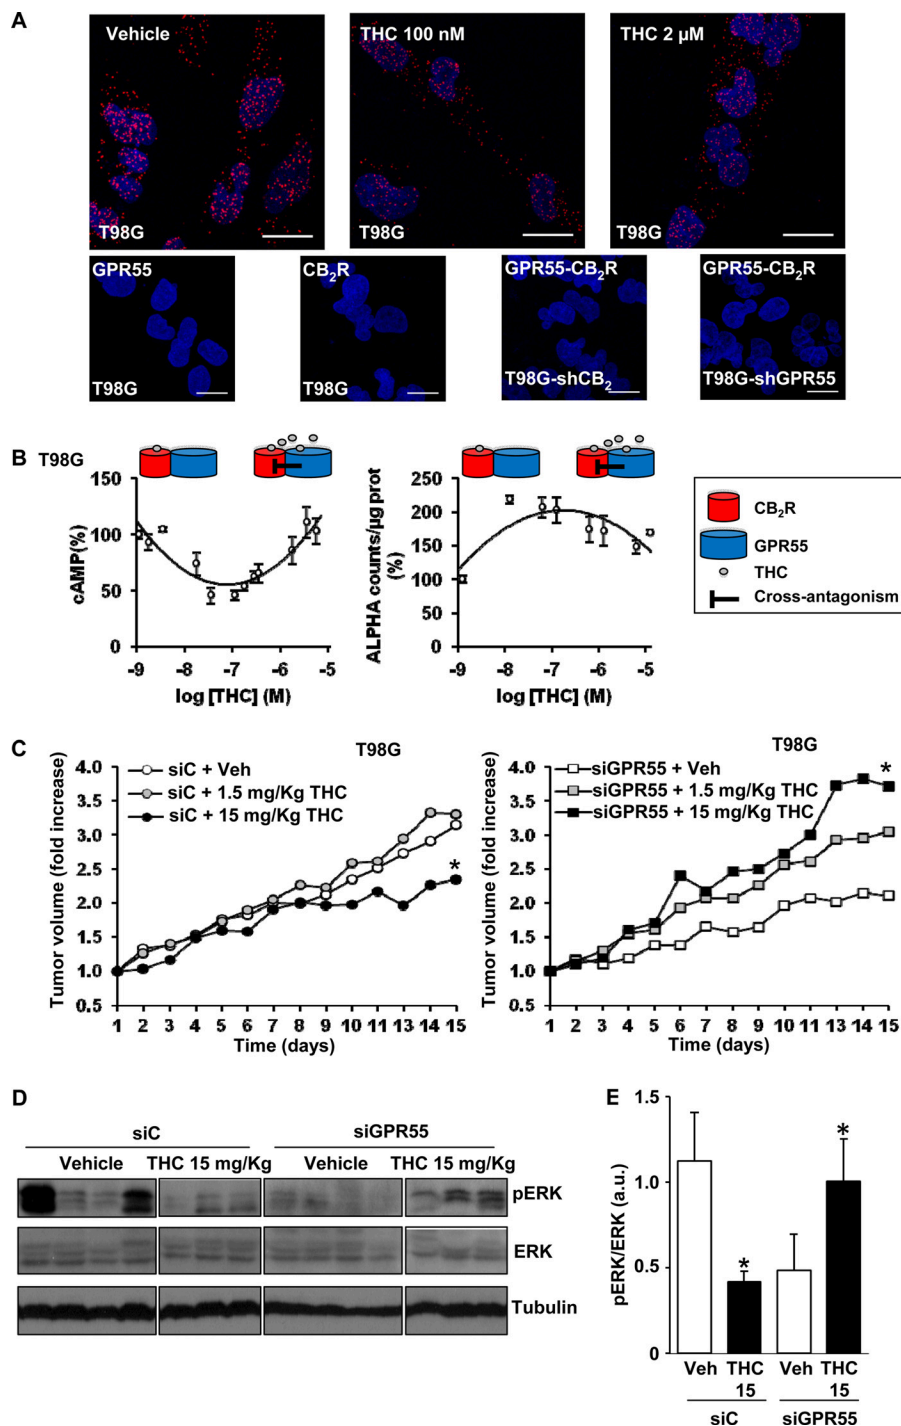 A
Vehicle
THC 100 nM
THC 2 µM
T98G
T98G
T98G
GPR55
CB2R
GPR55-CB2R
GPR55-CB2R
T98G
T98G
T98G-shCB2
T98G-shGPR55
B
T98G
cAMP(%)
150
100
50
0
-9
-8
-7
-6
-5
log [THC] (M)
ALPHA counts/µg prot
(%)
250
200
150
100
50
0
-9
-8
-7
-6
-5
log [THC] (M)
CB2R
GPR55
THC
Cross-antagonism
C
T98G
Tumor volume (fold increase)
4.0
3.5
3.0
2.5
2.0
1.5
1.0
0.5
siC + Veh
siC + 1.5 mg/Kg THC
siC + 15 mg/Kg THC
*
1 2 3 4 5 6 7 8 9 10 11 13 14 15
Time (days)
T98G
Tumor volume (fold increase)
4.0
3.5
3.0
2.5
2.0
1.5
1.0
0.5
siGPR55 + Veh
siGPR55 + 1.5 mg/Kg THC
siGPR55 + 15 mg/Kg THC
*
1 2 3 4 5 6 7 8 9 10 11 13 14 15
Time (days)
D
siC
siGPR55
Vehicle
THC 15 mg/Kg
Vehicle
THC 15 mg/Kg
pERK
ERK
Tubulin
E
pERK/ERK (a.u.)
1.5
1.0
0.5
0
*
*
Veh
THC
15
Veh
THC
15
siC
siGPR55